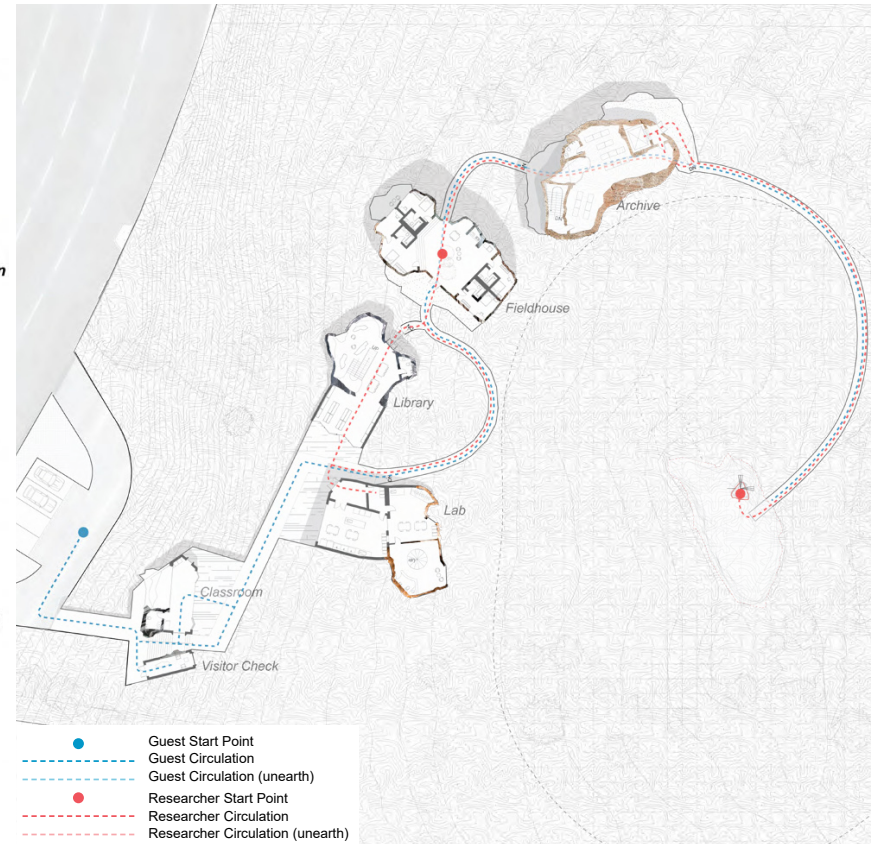 Archive
Fieldhouse
Library
Lab
Classroom
Visitor Check
Guest Start Point
Guest Circulation
Guest Circulation (unearth)
Researcher Start Point
Researcher Circulation
Researcher Circulation (unearth)